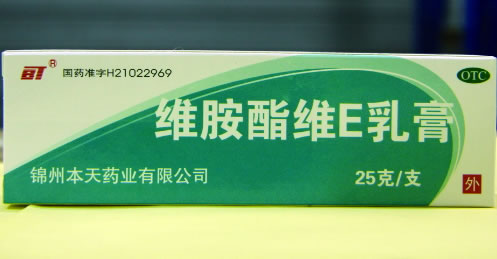 BT®
国药准字H21022969
OTC
维胺酯维E乳膏
锦州本天药业有限公司
25克/支
外